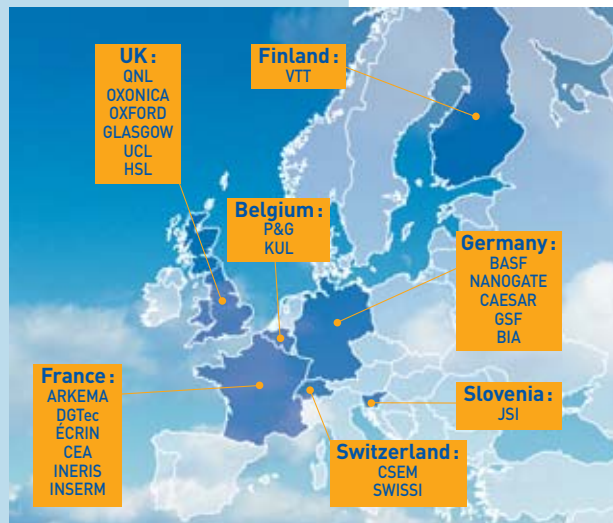 UK:
QNL
OXONICA
OXFORD
GLASGOW
UCL
HSL
Finland:
VTT
Belgium:
P&G
KUL
Germany:
BASF
NANOGATE
CAESAR
GSF
BIA
France:
ARKEMA
DGTec
ÉCRIN
CEA
INERIS
INSERM
Slovenia:
JSI
Switzerland:
CSEM
SWISSI